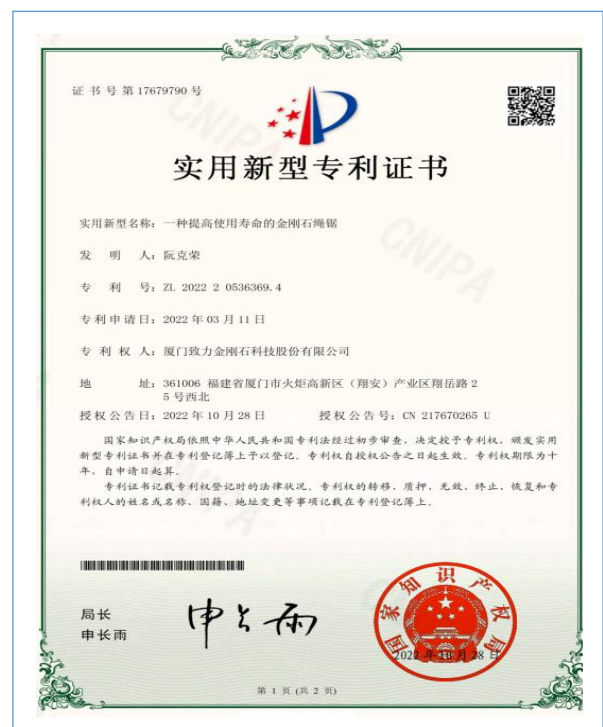 证书号第17679790号
实用新型专利证书
实用新型名称：一种提高使用寿命的金刚石绳锯
发明人：阮克荣
专利号：ZL 2022 2 0536369.4
专利申请日：2022年03月11日
专利权人：厦门致力金刚石科技股份有限公司
地址：361006 福建省厦门市火炬高新区（翔安）产业区翔岳路2
5号西北
授权公告日：2022年10月28日 授权公告号：CN 217670265 U
国家知识产权局依照中华人民共和国专利法经过初步审查，决定授予专利权，颁发实用
新型专利证书并在专利登记簿上予以登记。专利权自授权公告之日起生效。专利权期限为十
年，自申请日起算。
专利证书记载专利权登记时的法律状况。专利权的转移、质押、无效、终止、恢复和专
利权人的姓名或名称、国籍、地址变更等事项记载在专利登记簿上。
局长
申长雨
申长雨
国家知识产权局
2022年10月28日
第 1 页 (共 2 页)
CNIPA
CNIPA